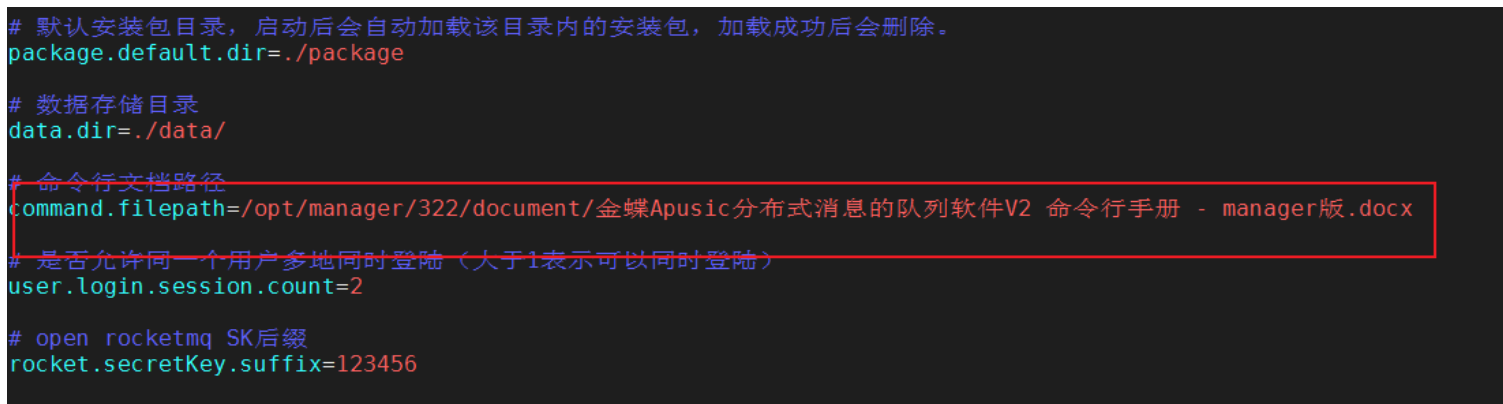 # 默认安装包目录，启动后会自动加载该目录内的安装包，加载成功后会删除。
package.default.dir=./package
# 数据存储目录
data.dir=./data/
# 命令行文档路径
command.filepath=/opt/manager/322/document/金蝶Apusic分布式消息的队列软件V2 命令行手册 - manager版.docx
# 是否允许同一个用户多地同时登陆（大于1表示可以同时登陆）
user.login.session.count=2
# open rocketmq SK后缀
rocket.secretKey.suffix=123456